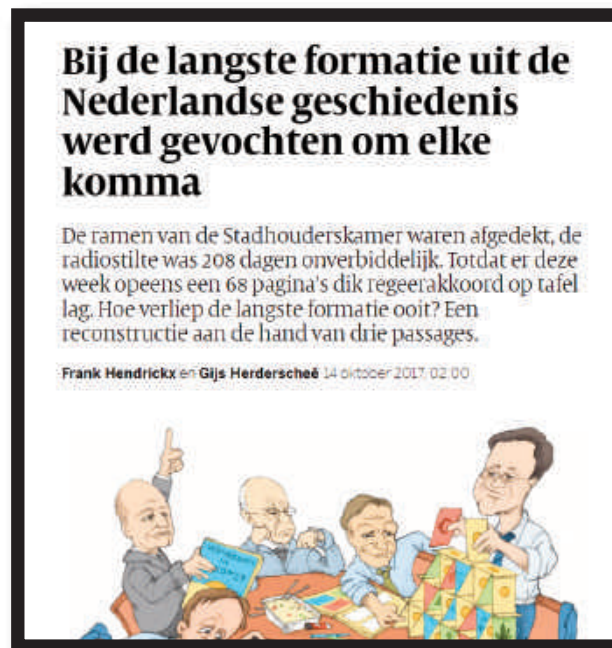 Bij de langste formatie uit de
Nederlandse geschiedenis
werd gevochten om elke
komma
De ramen van de Stadhouderskamer waren afgedekt, de
radiostilte was 208 dagen onverbiddelijk. Totdat er deze
week opeens een 68 pagina's dik regeerakkoord op tafel
lag. Hoe verliep de langste formatie ooit? Een
reconstructie aan de hand van drie passages.
Frank Hendrickx en Gijs Herderscheê 14 oktober 2017, 02:00